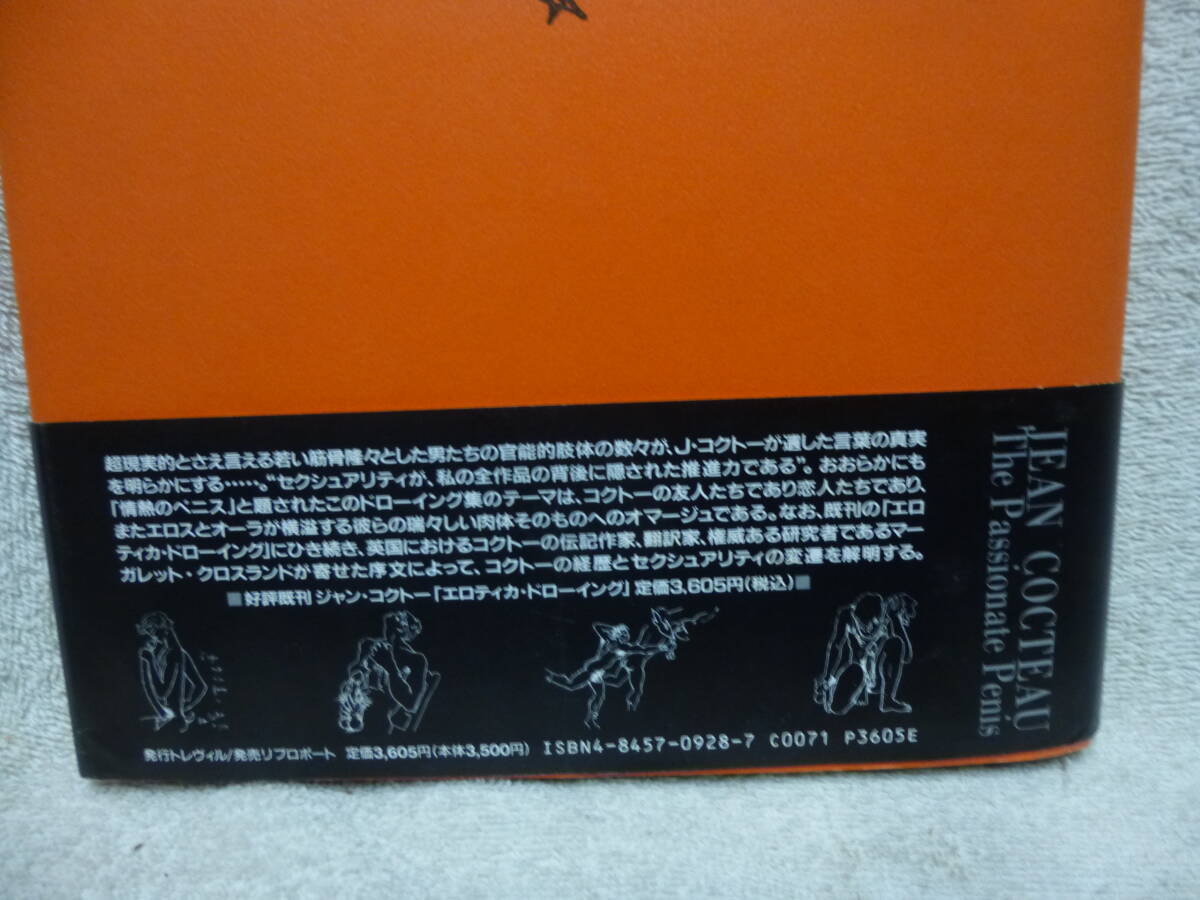 超現実的とさえ言える若い筋骨隆々とした男たちの官能的肢体の数々が、J・コクトーが遺した言葉の真実
を明らかにする……。“セクシュアリティが、私の全作品の背後に隠された推進力である”。おおらかにも
「情熱のペニス」と題されたこのドローイング集のテーマは、コクトーの友人たちであり恋人たちであり、
またエロスとオーラが横溢する彼らの瑞々しい肉体そのものへのオマージュである。なお、既刊の「エロ
ティカ・ドローイング」にひき続き、英国におけるコクトーの伝記作家、翻訳家、権威ある研究者であるマー
ガレット・クロスランドが寄せた序文によって、コクトーの経歴とセクシュアリティの変遷を解明する。
■好評既刊 ジャン・コクトー「エロティカ・ドローイング」定価3,605円(税込)■
発行トレヴィル/発売リブロポート 定価3,605円(本体3,500円) ISBN4-8457-0928-7 C0071 P3605E
JEAN COCTEAU
The Passionate Penis